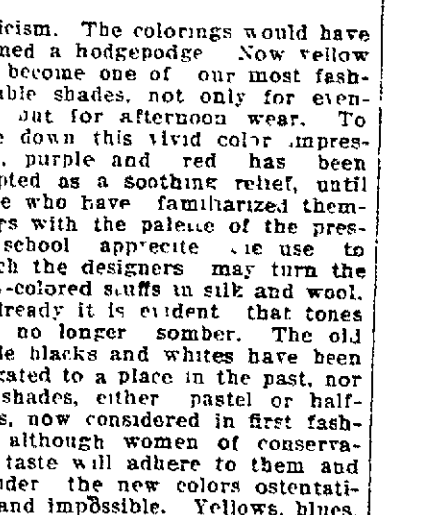 icism. The colorings would have
med a hodgepodge Now yellow
become one of our most fash-
able shades, not only for even-
but for afternoon wear. To
e down this vivid color impres-
purple and red has been
pted as a soothing relief, until
e who have familiarized them-
rs with the palette of the pres-
school apprecite the use to
ch the designers may turn the
-colored stuffs in silk and wool.
lready it is evident that tones
no longer somber. The old
le blacks and whites have been
gated to a place in the past, nor
shades, either pastel or half-
s, now considered in first fash-
although women of conserva-
taste will adhere to them and
ider the new colors ostentati-
and impossible. Yellows, blues,